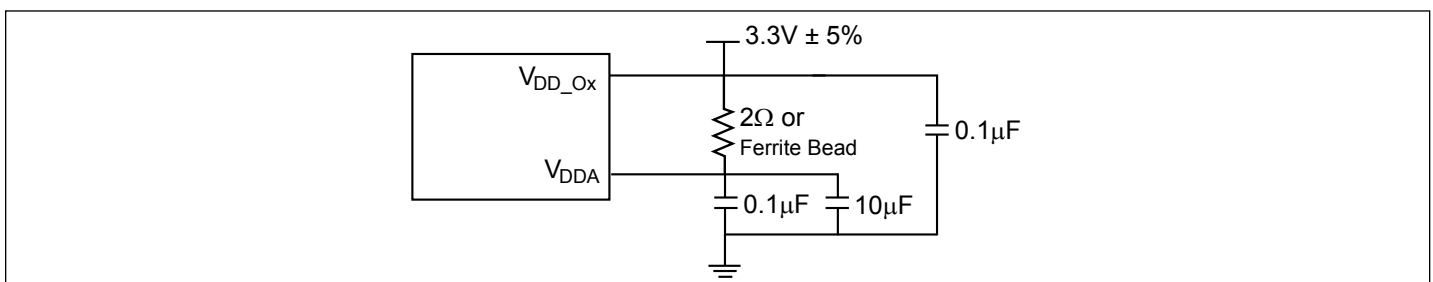 3.3V ± 5%
VDD_Ox
2Ω or
Ferrite Bead
0.1μF
VDDA
0.1μF
10μF